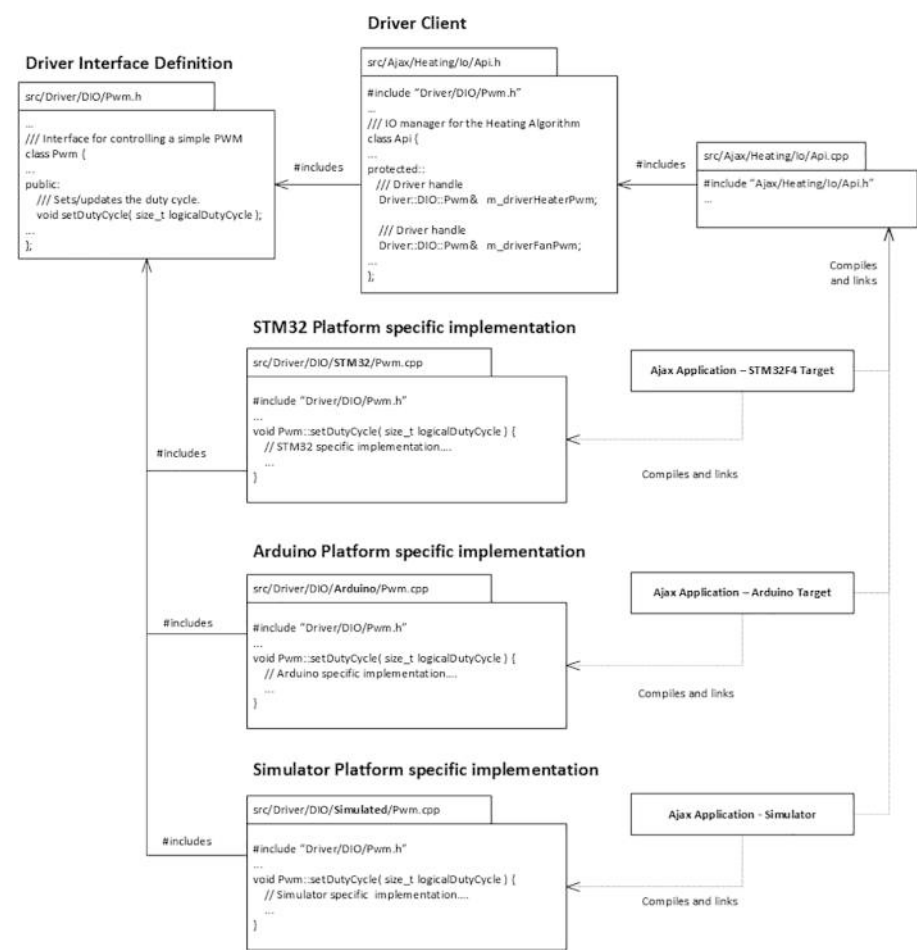 Driver Client
Driver Interface Definition
src/Ajax/Heating/Io/Api.h
#include “Driver/DIO/Pwm.h”
...
/// IO manager for the Heating Algorithm
class Api {
...
protected::
/// Driver handle
Driver::DIO::Pwm& m_driverHeaterPwm;
/// Driver handle
Driver::DIO::Pwm& m_driverFanPwm;
...
};
src/Driver/DIO/Pwm.h
...
/// Interface for controlling a simple PWM
class Pwm {
...
public:
/// Sets/updates the duty cycle.
void setDutyCycle( size_t logicalDutyCycle );
...
};
#includes
#includes
src/Ajax/Heating/Io/Api.cpp
#include “Ajax/Heating/Io/Api.h”
...
Compiles
and links
STM32 Platform specific implementation
src/Driver/DIO/STM32/Pwm.cpp
#include “Driver/DIO/Pwm.h”
...
void Pwm::setDutyCycle( size_t logicalDutyCycle ) {
// STM32 specific implementation....
...
}
#includes
Ajax Application – STM32F4 Target
Compiles and links
Arduino Platform specific implementation
src/Driver/DIO/Arduino/Pwm.cpp
#include “Driver/DIO/Pwm.h”
...
void Pwm::setDutyCycle( size_t logicalDutyCycle ) {
// Arduino specific implementation....
...
}
#includes
Ajax Application – Arduino Target
Compiles and links
Simulator Platform specific implementation
src/Driver/DIO/Simulated/Pwm.cpp
#include “Driver/DIO/Pwm.h”
...
void Pwm::setDutyCycle( size_t logicalDutyCycle ) {
// Simulator specific implementation....
...
}
#includes
Ajax Application - Simulator
Compiles and links